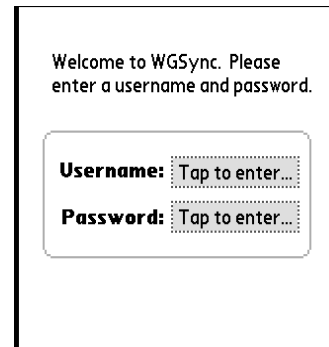 Welcome to WGSync. Please
enter a username and password.
Username: Tap to enter...
Password: Tap to enter...